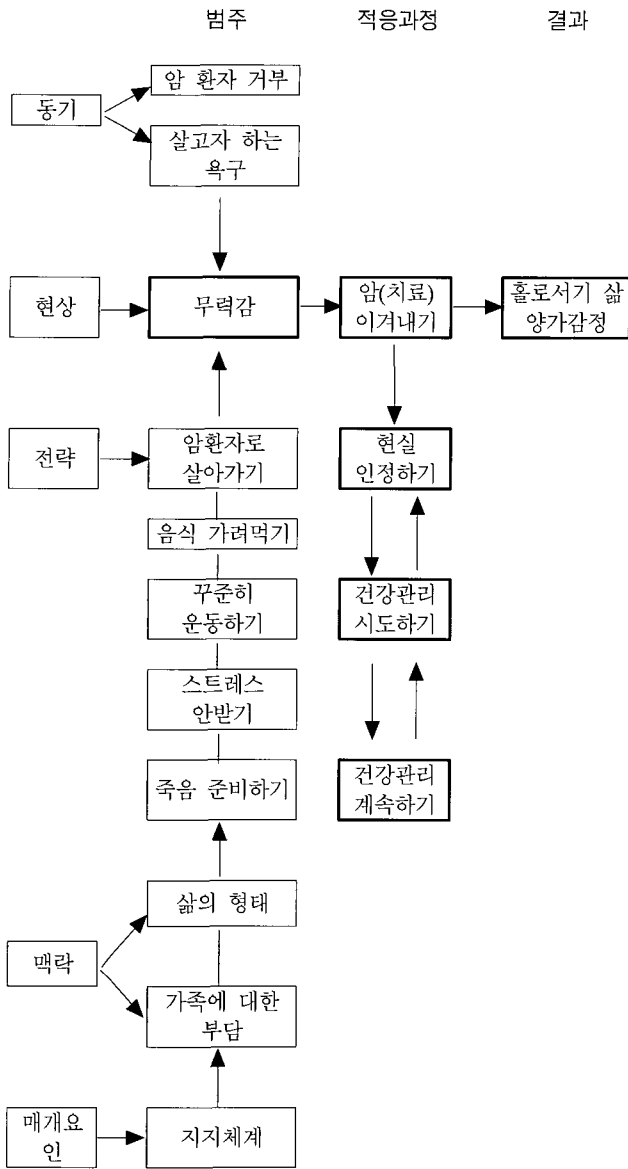 범주 적응과정 결과
암 환자 거부
동기
살고자 하는
욕구
현상
무력감
암(치료)
이겨내기
홀로서기 삶
양가감정
전략
암환자로
살아가기
현실
인정하기
음식 가려먹기
꾸준히
운동하기
건강관리
시도하기
스트레스
안받기
죽음 준비하기
건강관리
계속하기
삶의 형태
맥락
가족에 대한
부담
매개요
인
지지체계